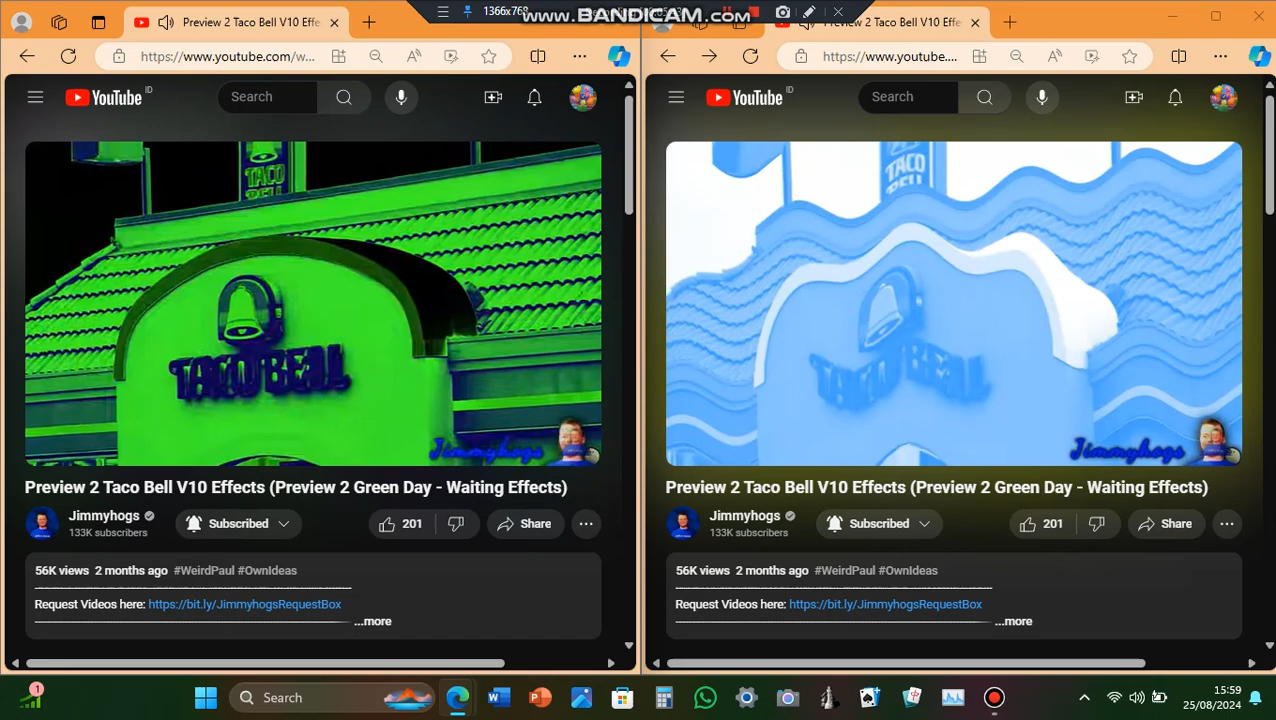 1366x768
www.BANDICAM.com
Preview 2 Taco Bell V10 Effe
Preview 2 Taco Bell V10 Effe
https://www.youtube.com/w...
https://www.youtube....
YouTube ID
Search
YouTube ID
Search
TACO
BELL
TACO BELL
Jimmyhogs
TACO
BELL
TACO BELL
Jimmyhogs
Preview 2 Taco Bell V10 Effects (Preview 2 Green Day - Waiting Effects)
Jimmyhogs
133K subscribers
Subscribed
201
Share
56K views 2 months ago #WeirdPaul #OwnIdeas
Request Videos here: https://bit.ly/JimmyhogsRequestBox
...more
Preview 2 Taco Bell V10 Effects (Preview 2 Green Day - Waiting Effects)
Jimmyhogs
133K subscribers
Subscribed
201
Share
56K views 2 months ago #WeirdPaul #OwnIdeas
Request Videos here: https://bit.ly/JimmyhogsRequestBox
...more
1
Search
15:59
25/08/2024